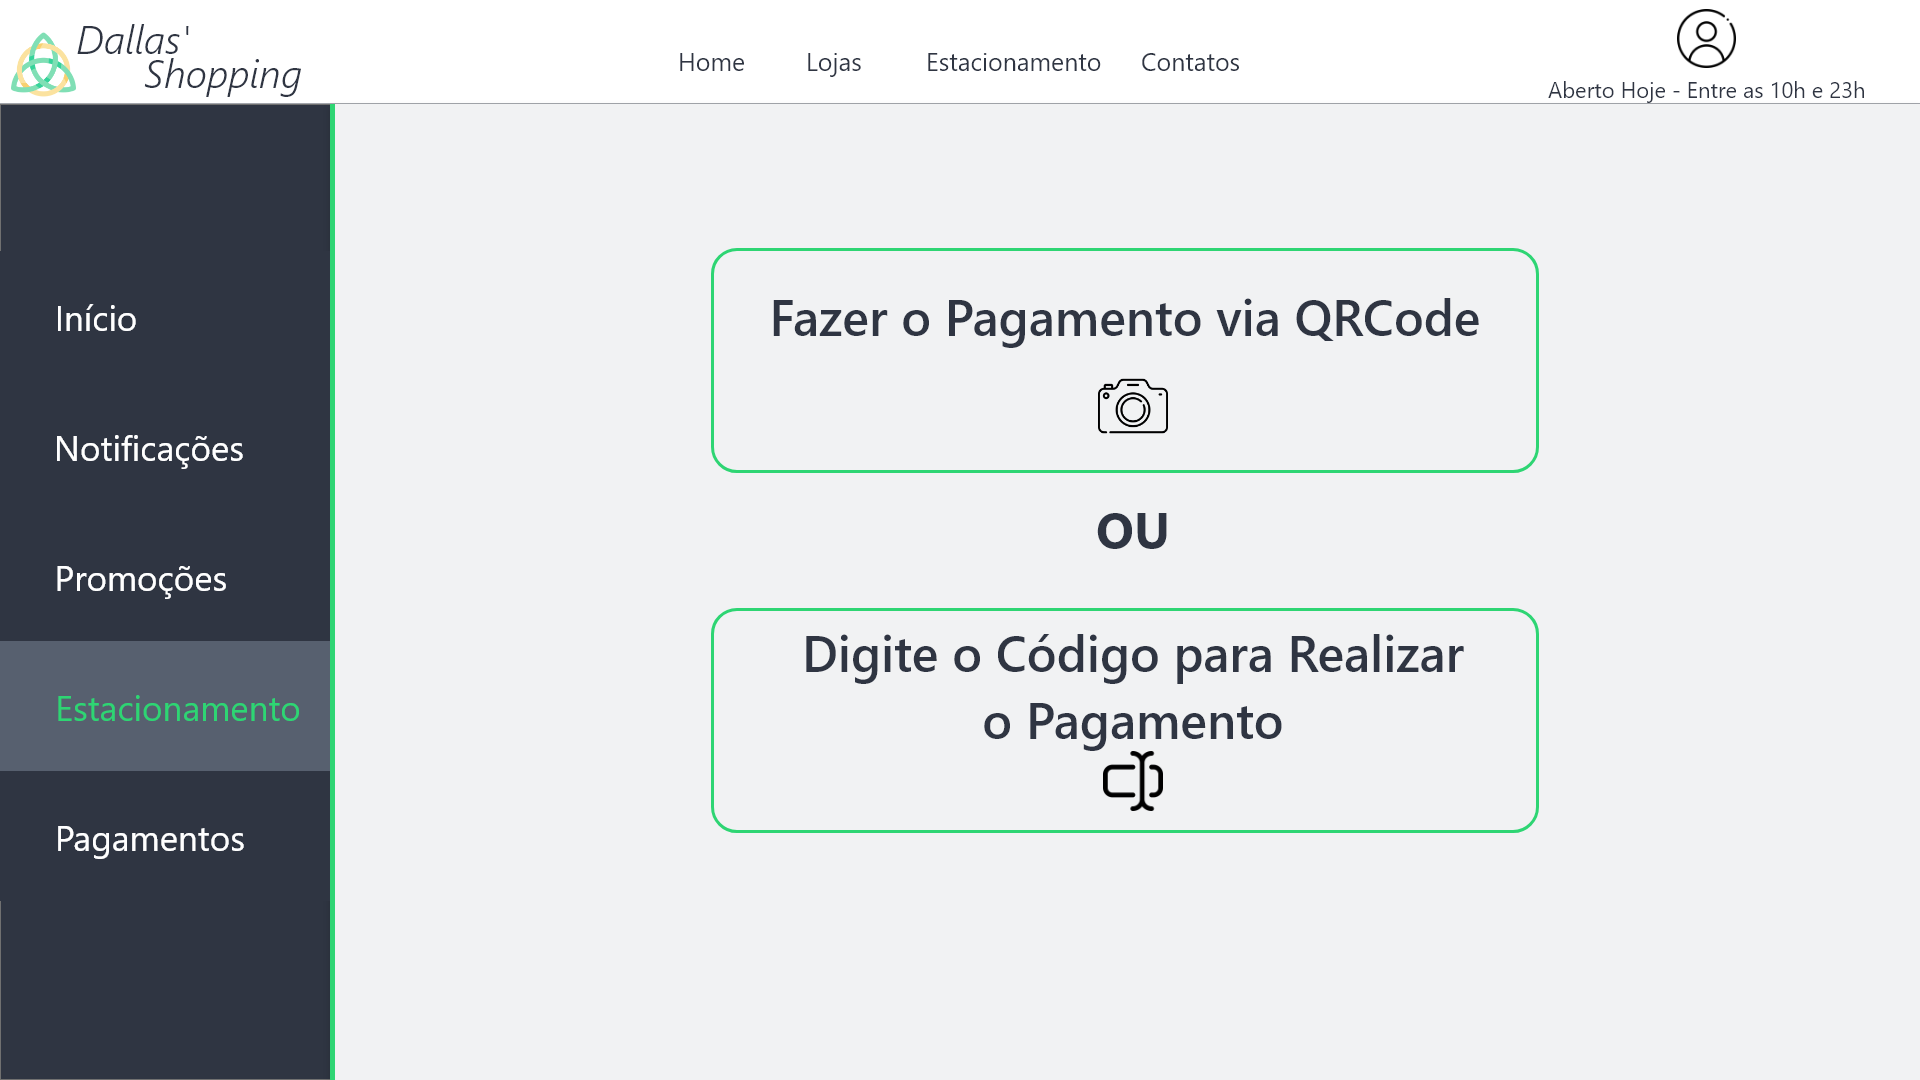 Dallas'
Shopping
Home
Lojas
Estacionamento
Contatos
Aberto Hoje - Entre as 10h e 23h
Início
Notificações
Promoções
Estacionamento
Pagamentos
Fazer o Pagamento via QRCode
OU
Digite o Código para Realizar
o Pagamento